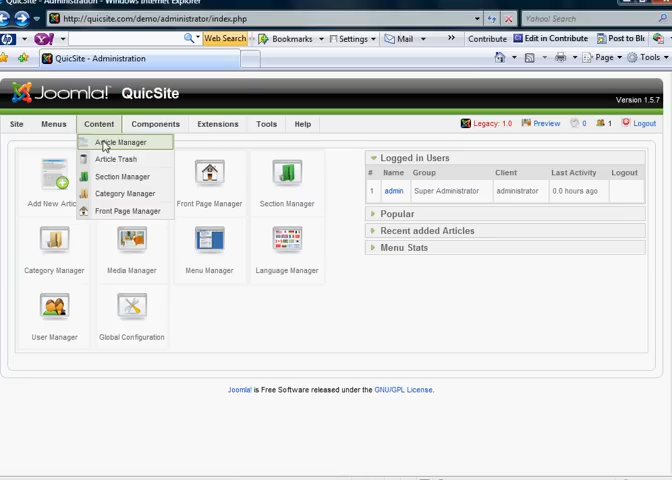 QuicSite - Administration - Windows Internet Explorer
http://quicsite.com/demo/administrator/index.php
Yahoo! Search
Web Search
Bookmarks
Settings
Mail
Contribute
Edit in Contribute
Post to Bl
QuicSite - Administration
Page
Tools
Joomla! QuicSite
Version 1.5.7
Site Menus Content Components Extensions Tools Help
Legacy: 1.0 Preview 0 1 Logout
Article Manager
Article Trash
Section Manager
Category Manager
Front Page Manager
Add New Artic
Front Page Manager
Section Manager
Category Manager
Media Manager
Menu Manager
Language Manager
User Manager
Global Configuration
Logged in Users
# Name Group Client Last Activity Logout
1 admin Super Administrator administrator 0.0 hours ago
Popular
Recent added Articles
Menu Stats
Joomla! is Free Software released under the GNU/GPL License.